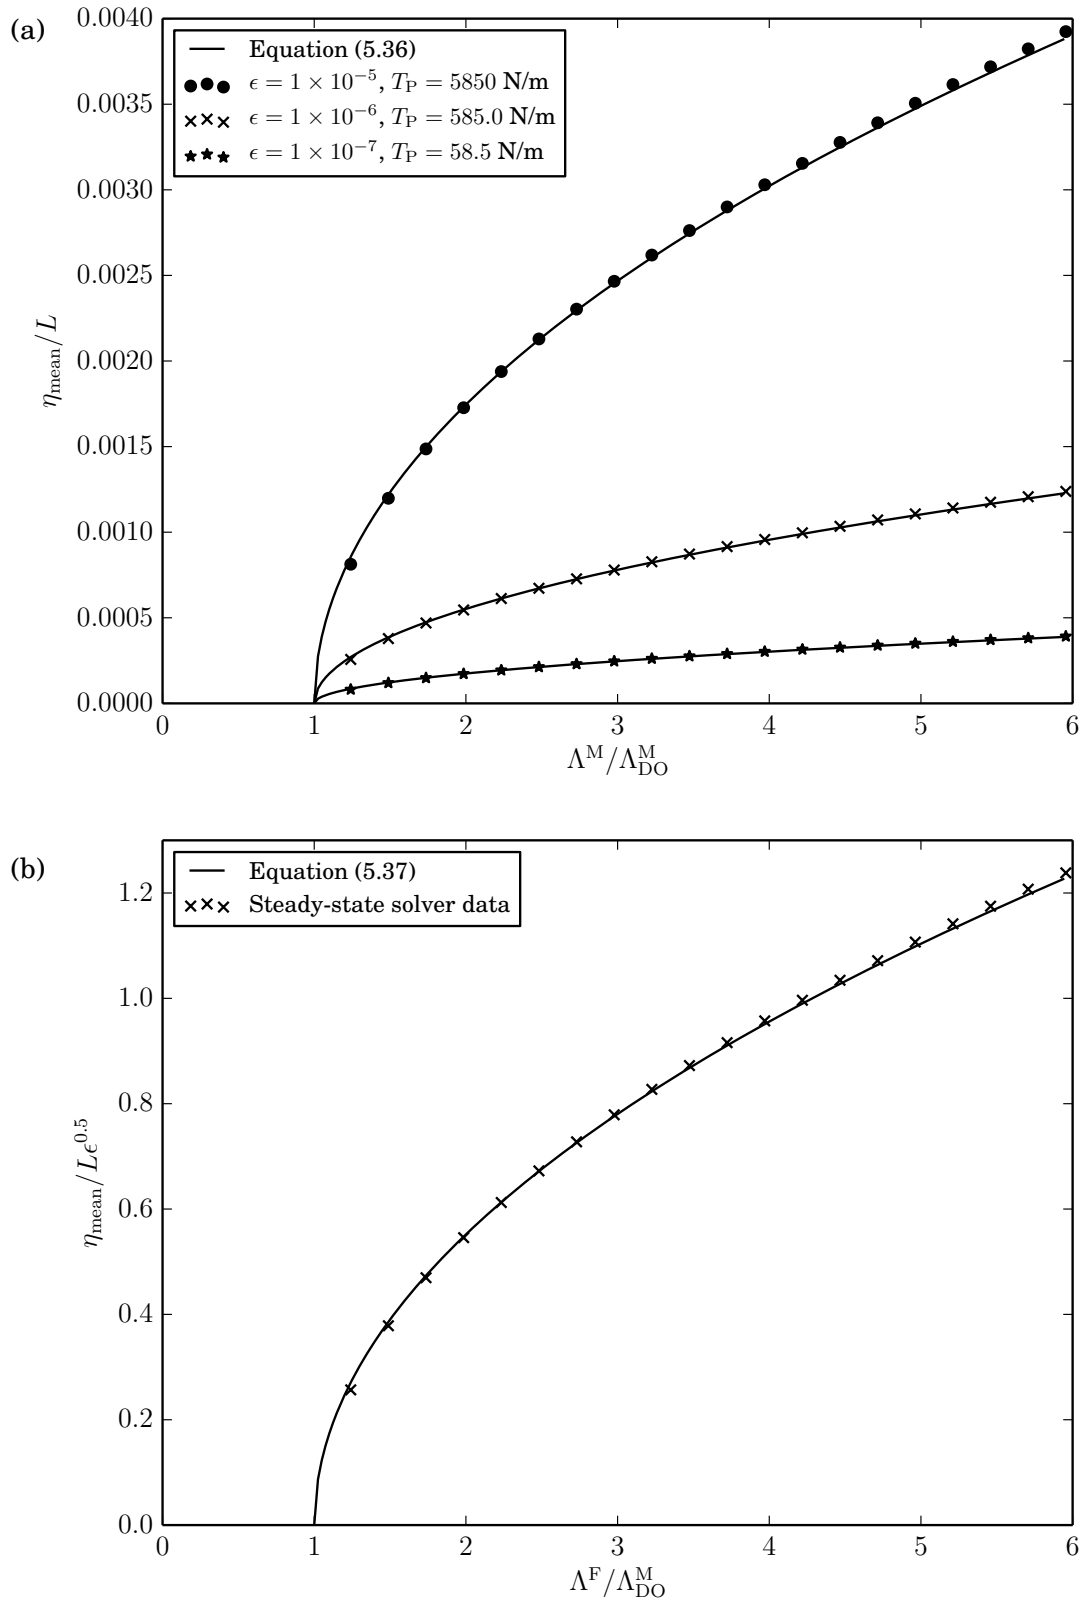 (a)
0.0040
0.0035
0.0030
0.0025
0.0020
0.0015
0.0010
0.0005
0.0000
η_mean/L
Equation (5.36)
ϵ = 1 × 10⁻⁵, T_P = 5850 N/m
ϵ = 1 × 10⁻⁶, T_P = 585.0 N/m
ϵ = 1 × 10⁻⁷, T_P = 58.5 N/m
0 1 2 3 4 5 6
Λ^M/Λ^M_DO
(b)
1.2
1.0
0.8
0.6
0.4
0.2
0.0
η_mean/Lϵ^0.5
Equation (5.37)
Steady-state solver data
0 1 2 3 4 5 6
Λ^F/Λ^M_DO